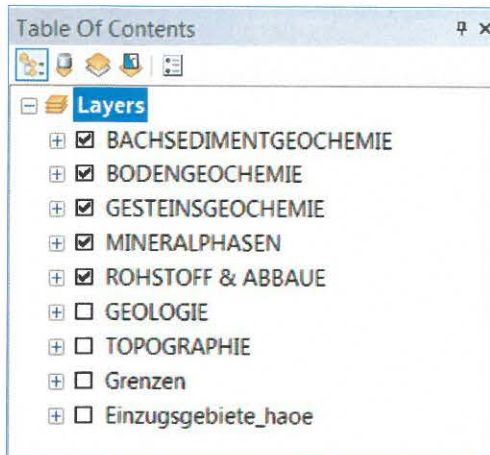 Table Of Contents
Layers
BACHSEDIMENTGEOCHEMIE
BODENGEOCHEMIE
GESTEINSGEOCHEMIE
MINERALPHASEN
ROHSTOFF & ABBAUE
GEOLOGIE
TOPOGRAPHIE
Grenzen
Einzugsgebiete_haoe